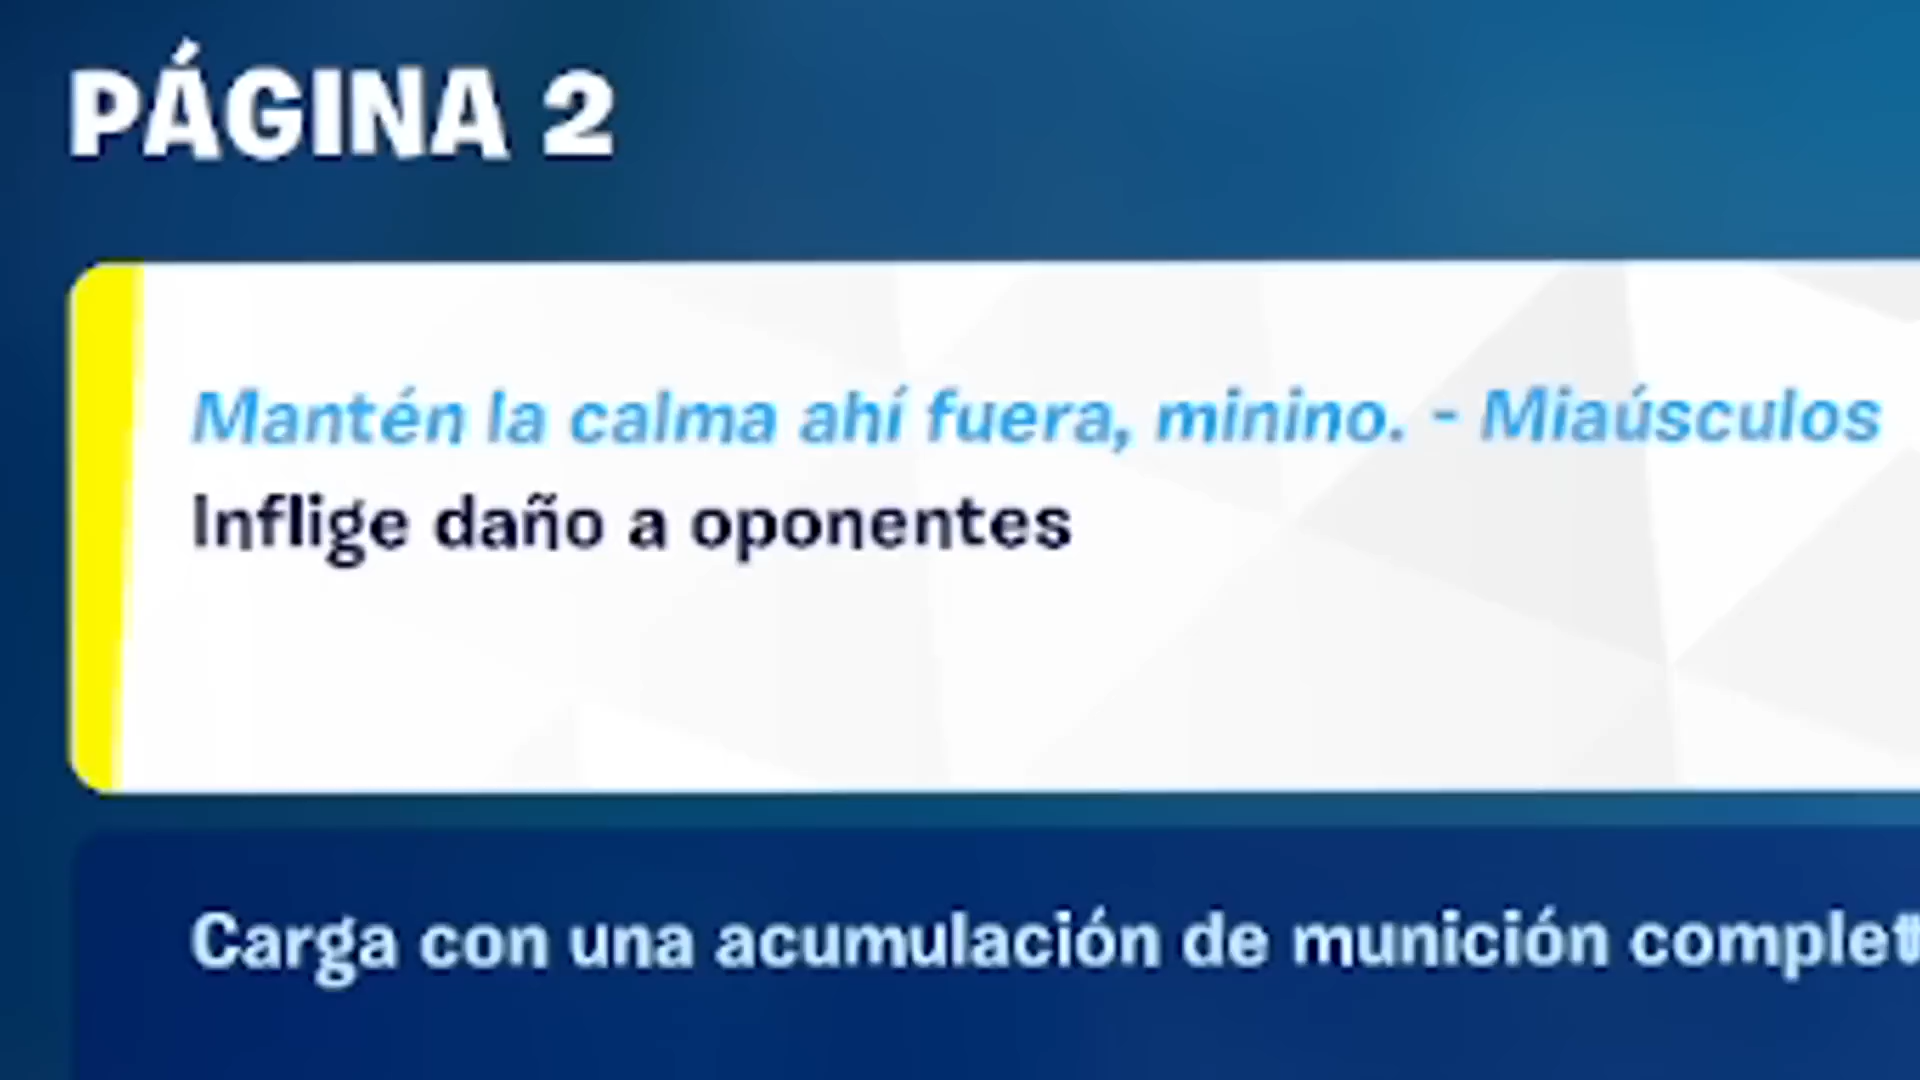 PÁGINA 2
Mantén la calma ahí fuera, minino. - Miaúsculos
Inflige daño a oponentes
Carga con una acumulación de munición